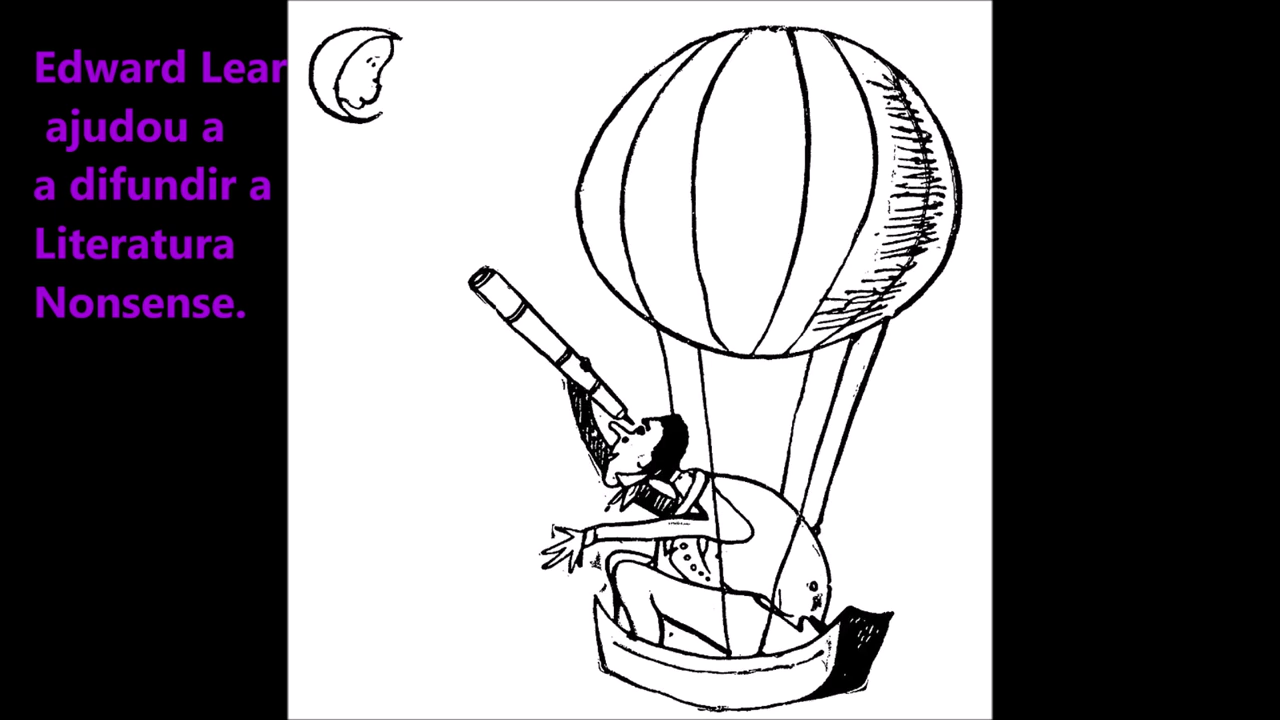 Edward Lear
ajudou a
a difundir a
Literatura
Nonsense.